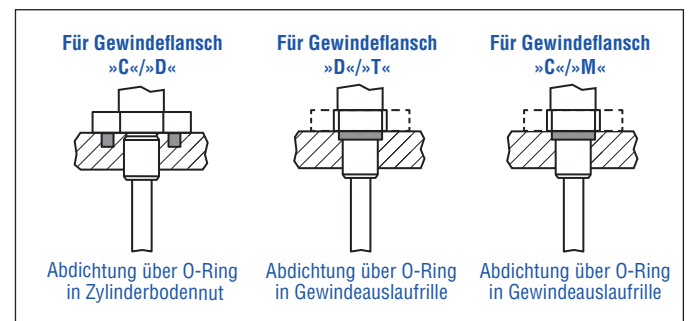 Für Gewindeflansch
»C«/»D«
Abdichtung über O-Ring
in Zylinderbodennut
Für Gewindeflansch
»D«/»T«
Abdichtung über O-Ring
in Gewindeauslaufrille
Für Gewindeflansch
»C«/»M«
Abdichtung über O-Ring
in Gewindeauslaufrille